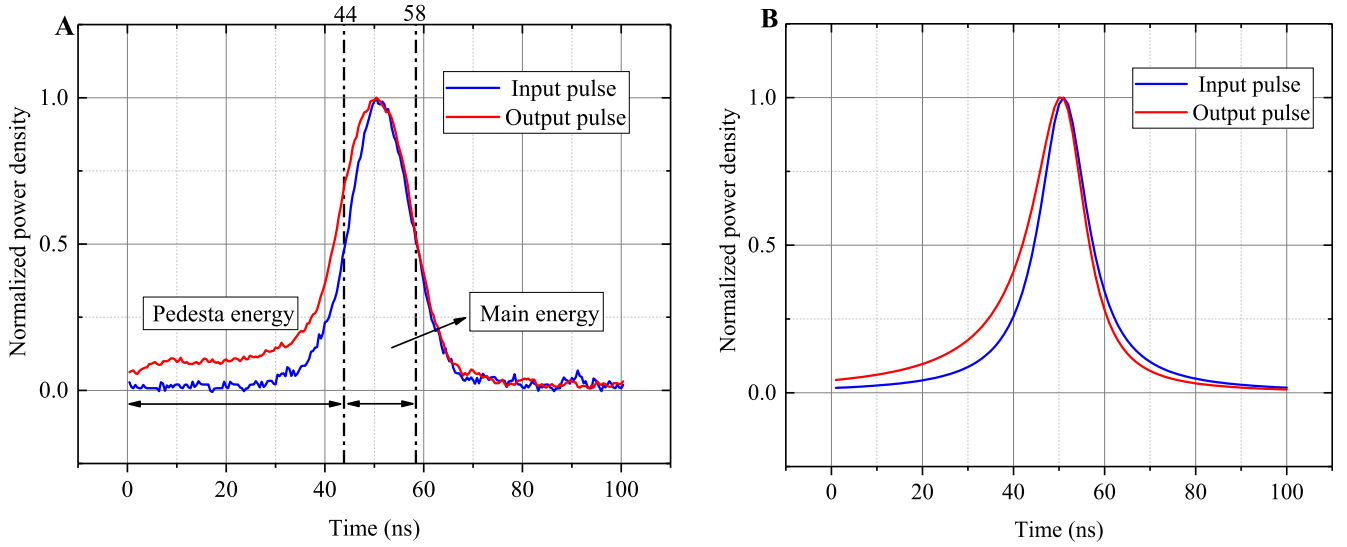 A
44 58
Input pulse
Output pulse
Pedesta energy
Main energy
Normalized power density
1.0
0.5
0.0
0 20 40 60 80 100
Time (ns)
B
Input pulse
Output pulse
Normalized power density
1.0
0.5
0.0
0 20 40 60 80 100
Time (ns)